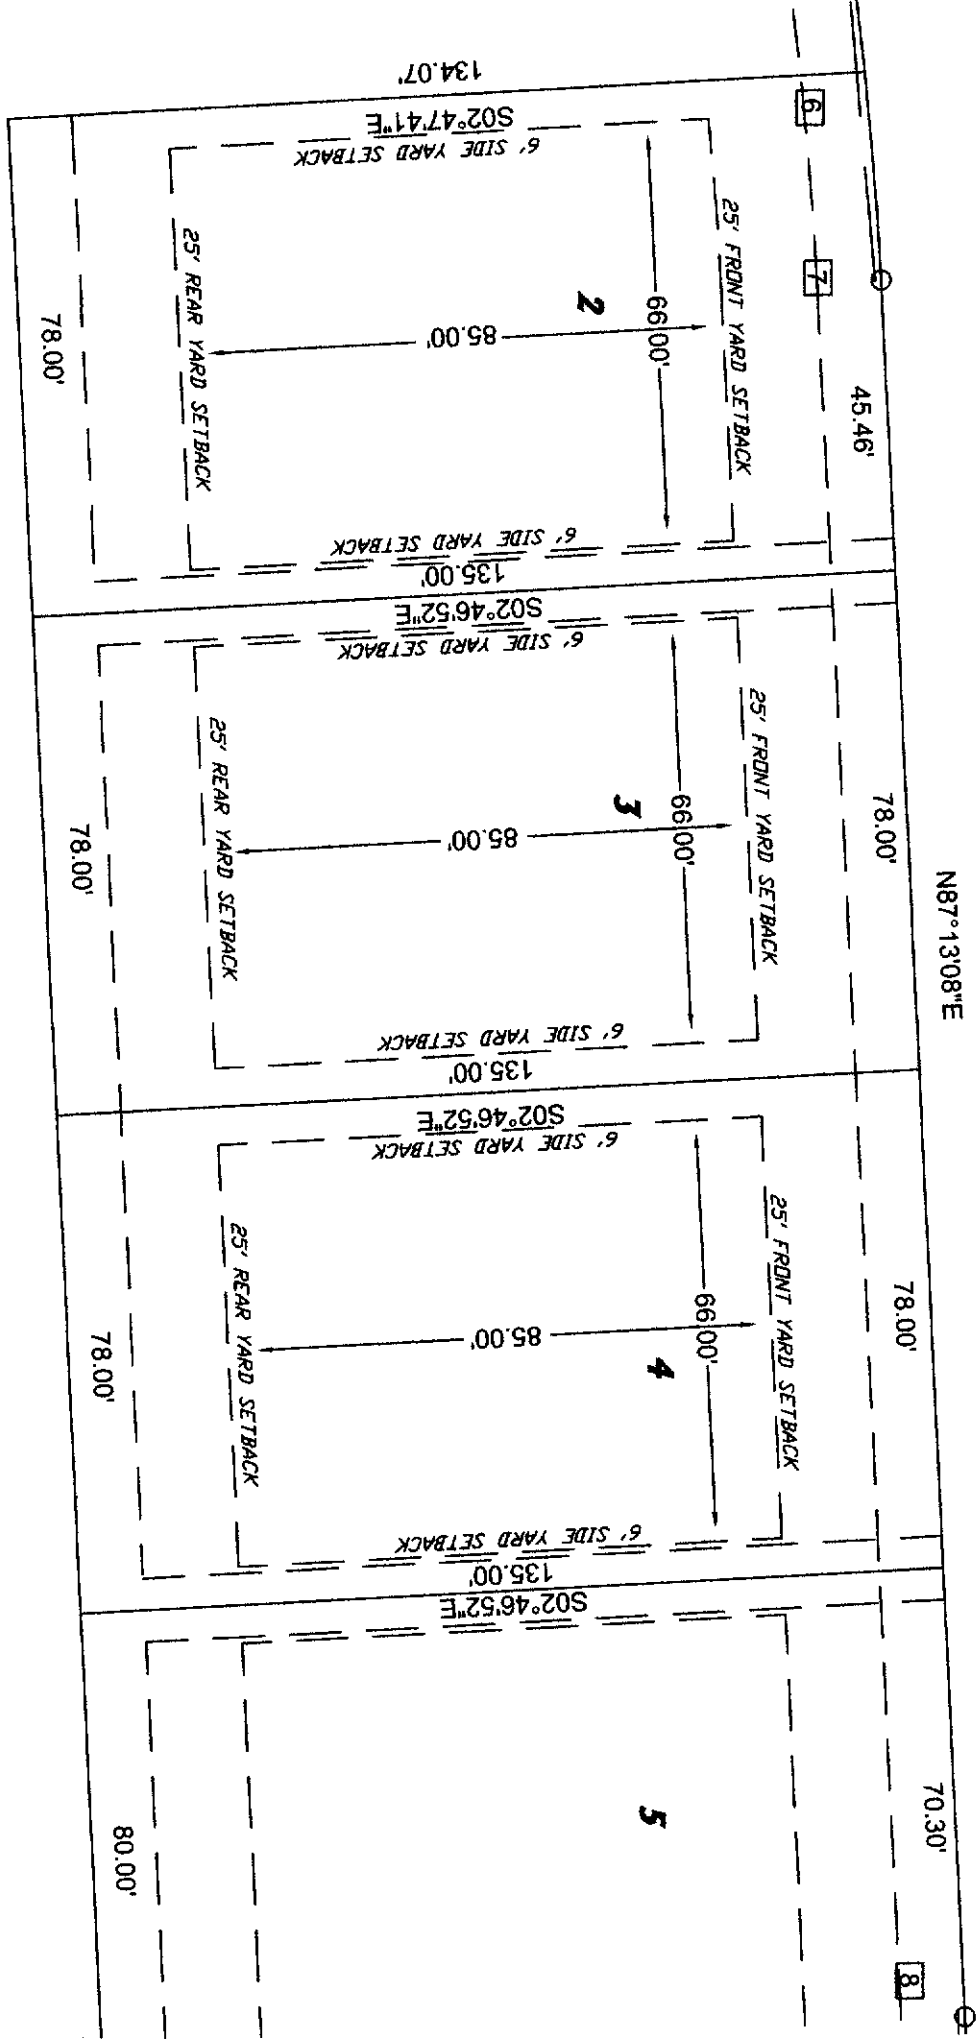 134.07'
S02°47'41"E
6' SIDE YARD SETBACK
6
7
25' FRONT YARD SETBACK
45.46'
2
66.00'
85.00'
25' REAR YARD SETBACK
78.00'
6' SIDE YARD SETBACK
135.00'
S02°46'52"E
6' SIDE YARD SETBACK
25' FRONT YARD SETBACK
78.00'
N87°13'08"E
3
66.00'
85.00'
25' REAR YARD SETBACK
78.00'
6' SIDE YARD SETBACK
135.00'
S02°46'52"E
6' SIDE YARD SETBACK
25' FRONT YARD SETBACK
78.00'
4
66.00'
85.00'
25' REAR YARD SETBACK
78.00'
6' SIDE YARD SETBACK
135.00'
S02°46'52"E
5
70.30'
80.00'
8